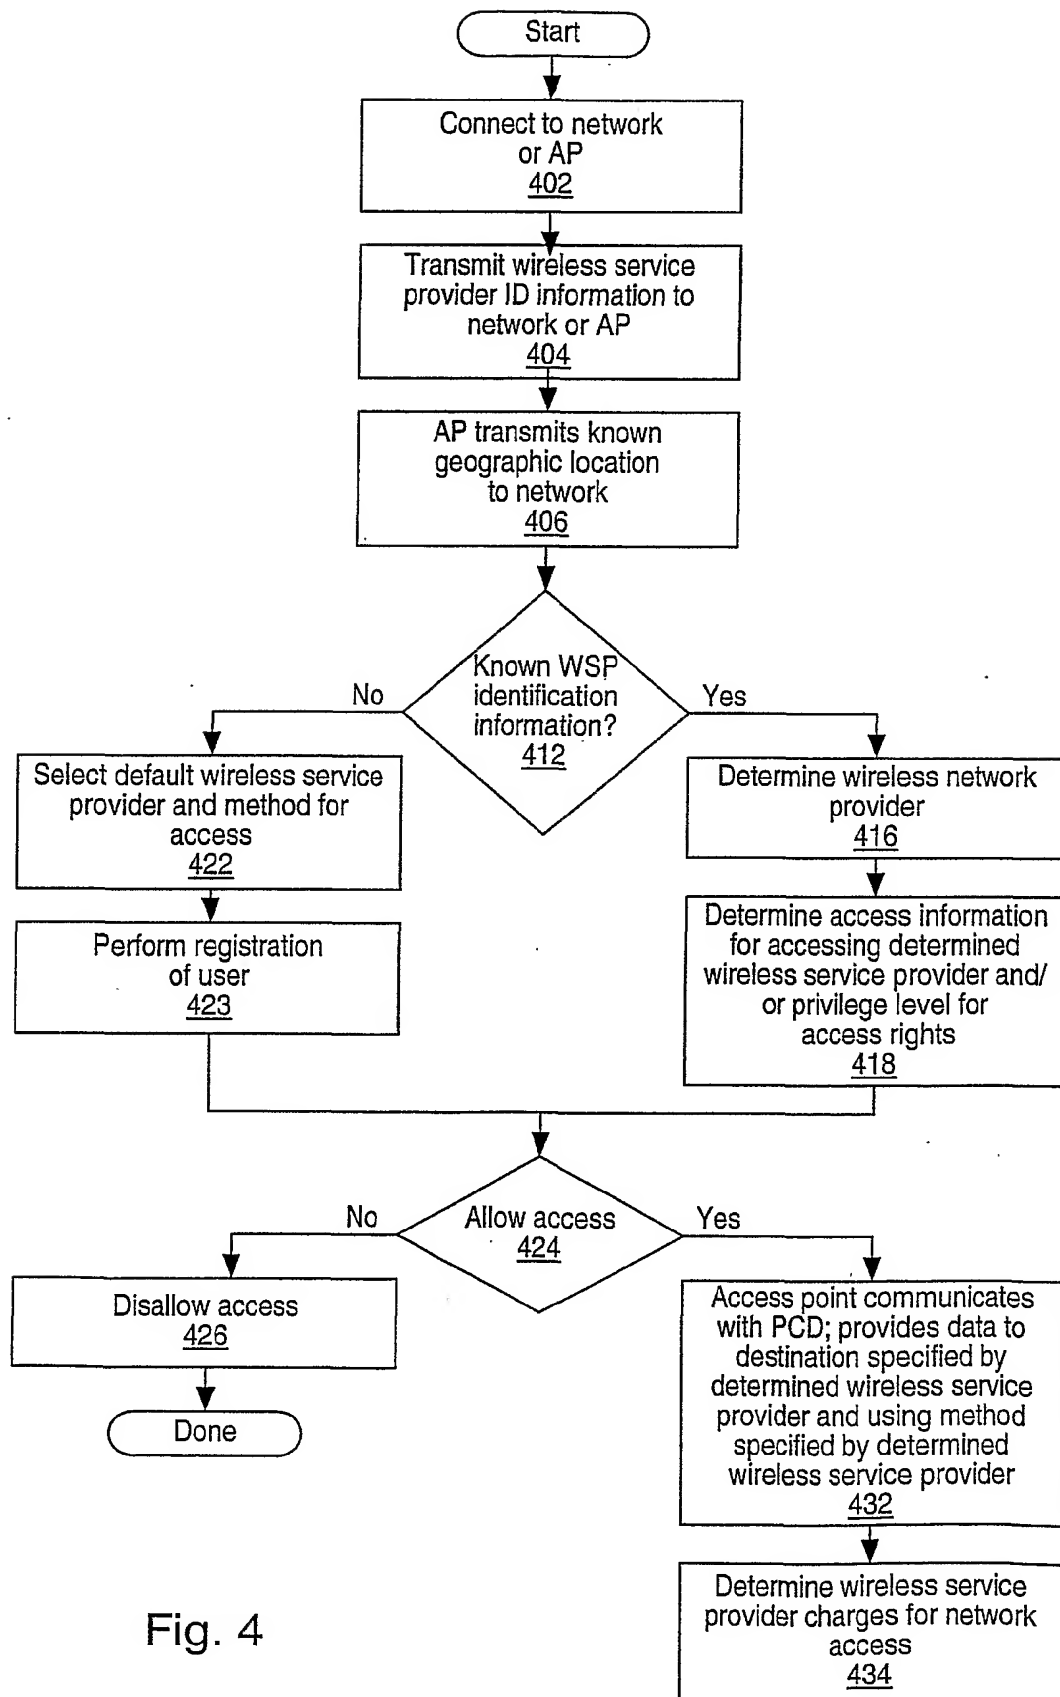 Start
Connect to network
or AP
402
Transmit wireless service
provider ID information to
network or AP
404
AP transmits known
geographic location
to network
406
Known WSP
identification
information?
412
No
Yes
Select default wireless service
provider and method for
access
422
Determine wireless network
provider
416
Perform registration
of user
423
Determine access information
for accessing determined
wireless service provider and/
or privilege level for
access rights
418
Allow access
424
No
Yes
Disallow access
426
Done
Access point communicates
with PCD; provides data to
destination specified by
determined wireless service
provider and using method
specified by determined
wireless service provider
432
Determine wireless service
provider charges for network
access
434
Fig. 4